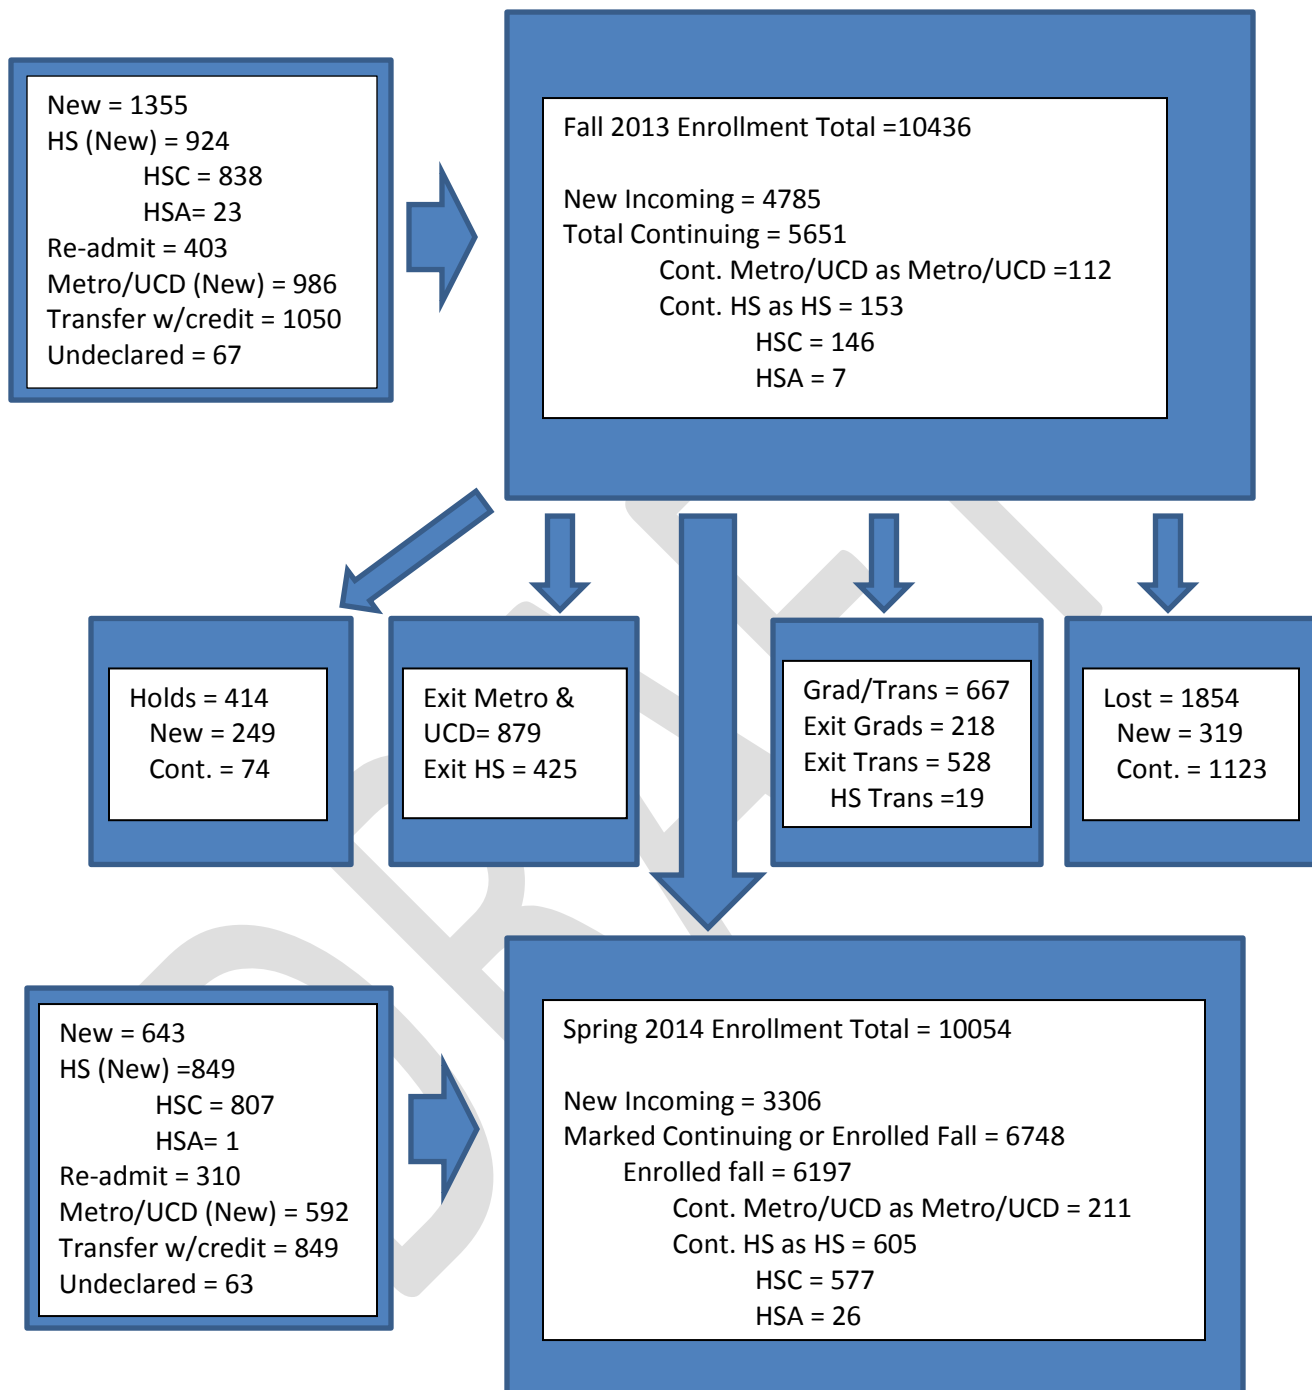 New = 1355
HS (New) = 924
HSC = 838
HSA= 23
Re-admit = 403
Metro/UCD (New) = 986
Transfer w/credit = 1050
Undeclared = 67
Fall 2013 Enrollment Total =10436
New Incoming = 4785
Total Continuing = 5651
Cont. Metro/UCD as Metro/UCD =112
Cont. HS as HS = 153
HSC = 146
HSA = 7
Holds = 414
New = 249
Cont. = 74
Exit Metro &
UCD= 879
Exit HS = 425
Grad/Trans = 667
Exit Grads = 218
Exit Trans = 528
HS Trans =19
Lost = 1854
New = 319
Cont. = 1123
New = 643
HS (New) =849
HSC = 807
HSA= 1
Re-admit = 310
Metro/UCD (New) = 592
Transfer w/credit = 849
Undeclared = 63
Spring 2014 Enrollment Total = 10054
New Incoming = 3306
Marked Continuing or Enrolled Fall = 6748
Enrolled fall = 6197
Cont. Metro/UCD as Metro/UCD = 211
Cont. HS as HS = 605
HSC = 577
HSA = 26
DRAFT